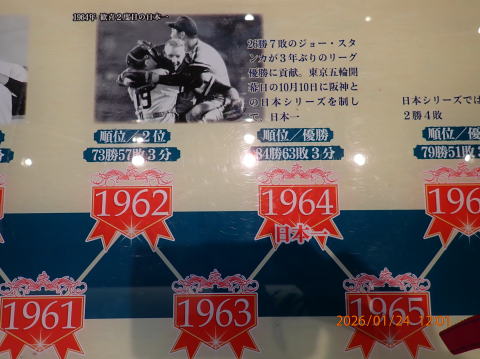 1964年 歓喜2度目の日本一
26勝7敗のジョー・スタ
ンカが3年ぶりのリーグ
優勝に貢献。東京五輪開
幕日の10月10日に阪神と
の日本シリーズを制し
て、日本一
日本シリーズでは
2勝4敗
順位/2位
73勝57敗3分
順位/優勝
84勝63敗3分
順位/優
79勝51敗3
1962
1964
日本一
196
1961
1963
1965
2026/01/24 12:01